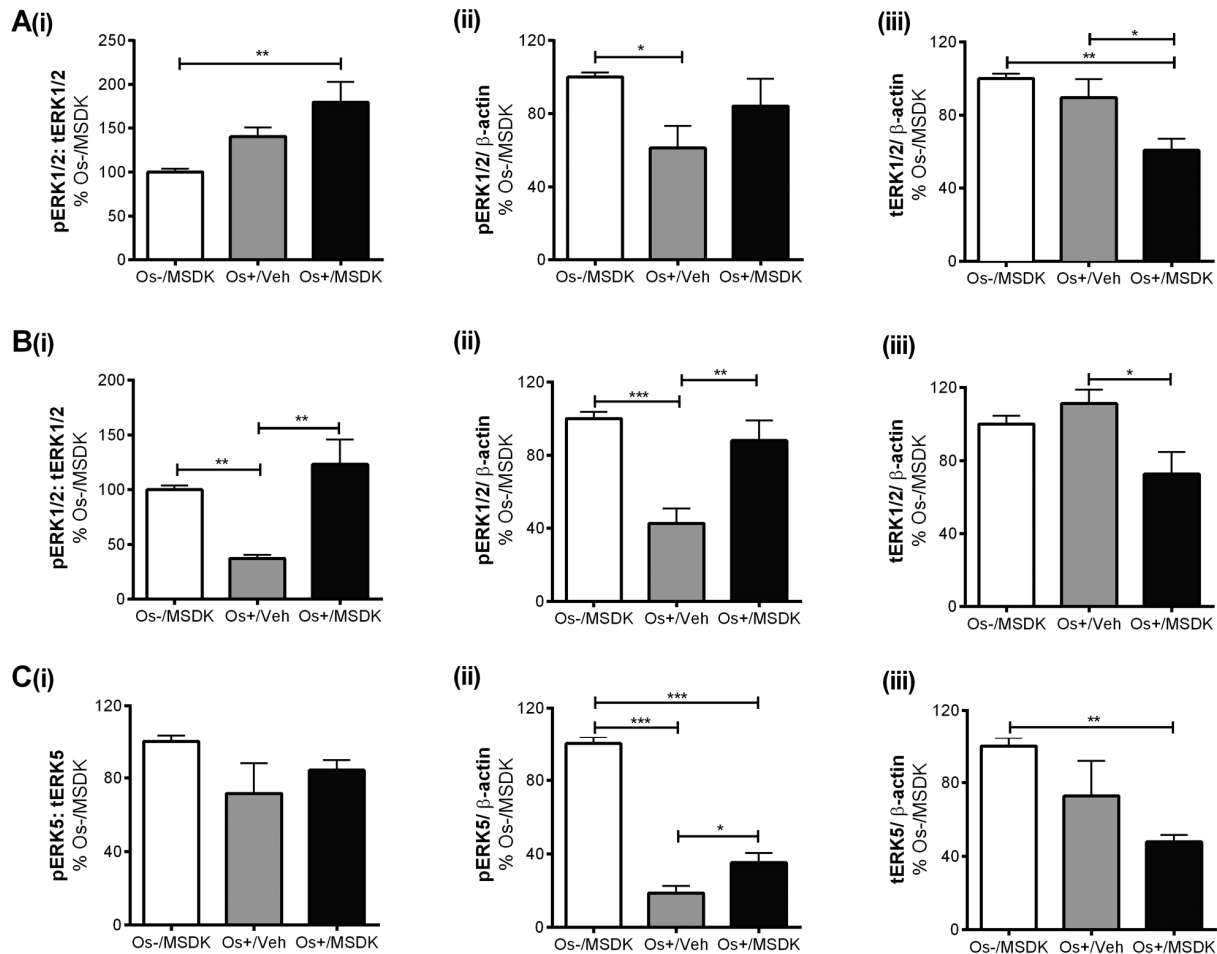 A(i)
pERK1/2: tERK1/2
% Os-/MSDK
250
200
150
100
50
0
**
Os-/MSDK Os+/Veh Os+/MSDK
(ii)
pERK1/2/ β-actin
% Os-/MSDK
120
80
40
0
*
Os-/MSDK Os+/Veh Os+/MSDK
(iii)
tERK1/2/ β-actin
% Os-/MSDK
120
80
40
0
*
**
Os-/MSDK Os+/Veh Os+/MSDK
B(i)
pERK1/2: tERK1/2
% Os-/MSDK
200
150
100
50
0
**
**
Os-/MSDK Os+/Veh Os+/MSDK
(ii)
pERK1/2/ β-actin
% Os-/MSDK
120
80
40
0
*** **
Os-/MSDK Os+/Veh Os+/MSDK
(iii)
tERK1/2/ β-actin
% Os-/MSDK
120
80
40
0
*
Os-/MSDK Os+/Veh Os+/MSDK
C(i)
pERK5: tERK5
% Os-/MSDK
120
80
40
0
Os-/MSDK Os+/Veh Os+/MSDK
(ii)
pERK5/ β-actin
% Os-/MSDK
120
80
40
0
***
***
*
Os-/MSDK Os+/Veh Os+/MSDK
(iii)
tERK5/ β-actin
% Os-/MSDK
120
80
40
0
**
Os-/MSDK Os+/Veh Os+/MSDK